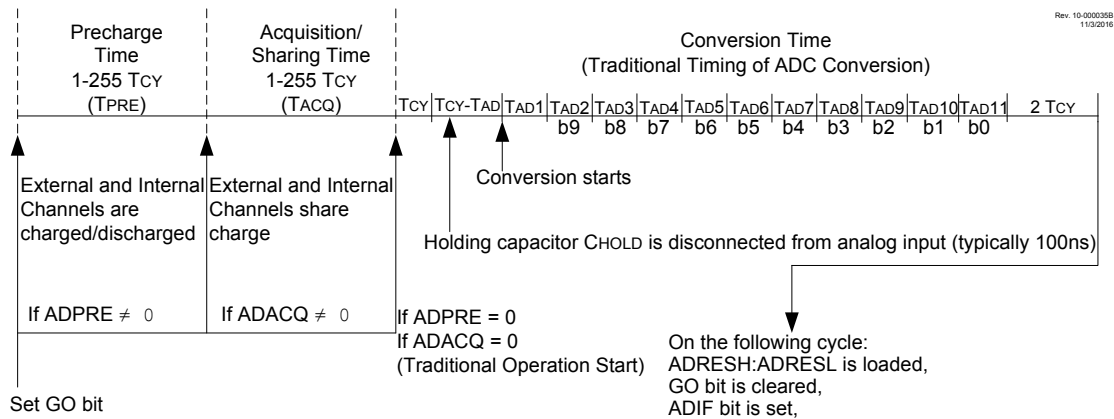 Rev. 10-000035B
11/3/2016
Precharge
Time
1-255 TCY
(TPRE)
Acquisition/
Sharing Time
1-255 TCY
(TACQ)
Conversion Time
(Traditional Timing of ADC Conversion)
TCY TCY-TAD TAD1 TAD2 TAD3 TAD4 TAD5 TAD6 TAD7 TAD8 TAD9 TAD10 TAD11 2 TCY
b9 b8 b7 b6 b5 b4 b3 b2 b1 b0
External and Internal
Channels are
charged/discharged
External and Internal
Channels share
charge
Conversion starts
Holding capacitor CHOLD is disconnected from analog input (typically 100ns)
If ADPRE ≠ 0
If ADACQ ≠ 0
If ADPRE = 0
If ADACQ = 0
(Traditional Operation Start)
On the following cycle:
ADRESH:ADRESL is loaded,
GO bit is cleared,
ADIF bit is set,
Set GO bit